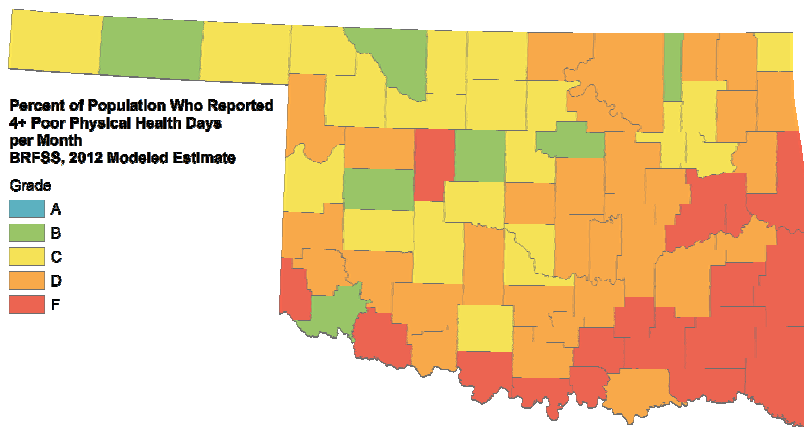 Percent of Population Who Reported
4+ Poor Physical Health Days
per Month
BRFSS, 2012 Modeled Estimate
Grade
A
B
C
D
F